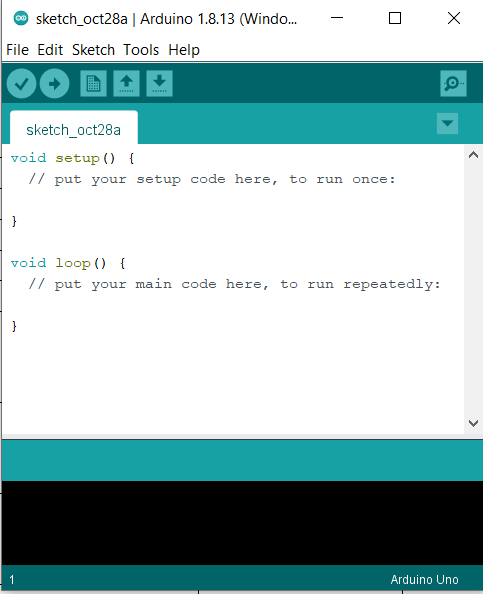 sketch_oct28a | Arduino 1.8.13 (Windo...
File Edit Sketch Tools Help
sketch_oct28a
void setup() {
  // put your setup code here, to run once:
}
void loop() {
  // put your main code here, to run repeatedly:
}
1 Arduino Uno